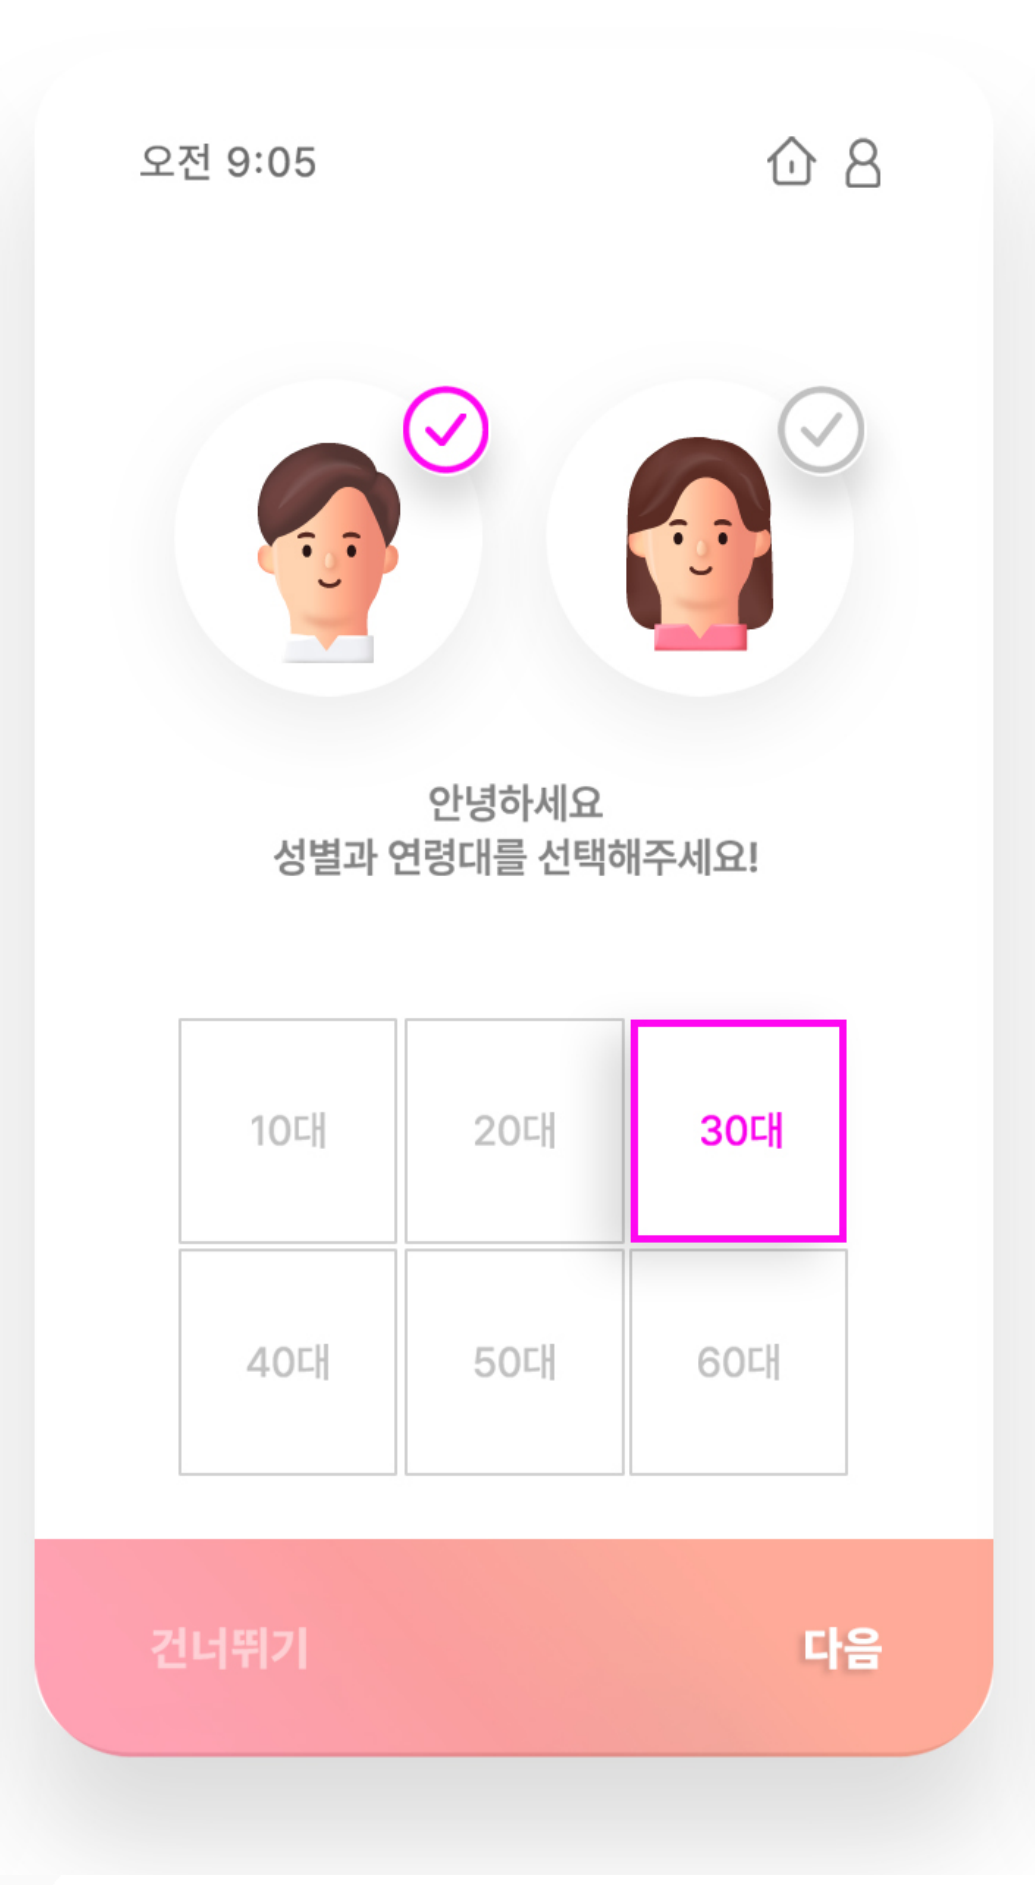 오전 9:05
안녕하세요
성별과 연령대를 선택해주세요!
10대 20대 30대
40대 50대 60대
건너뛰기 다음